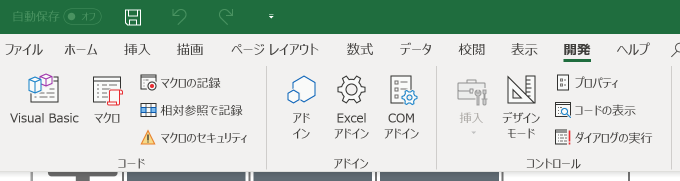 自動保存 オフ
ファイル ホーム 挿入 描画 ページ レイアウト 数式 データ 校閲 表示 開発 ヘルプ
Visual Basic
マクロ
マクロの記録
相対参照で記録
マクロのセキュリティ
コード
アド
イン
Excel
アドイン
COM
アドイン
アドイン
挿入
デザイン
モード
プロパティ
コードの表示
ダイアログの実行
コントロール